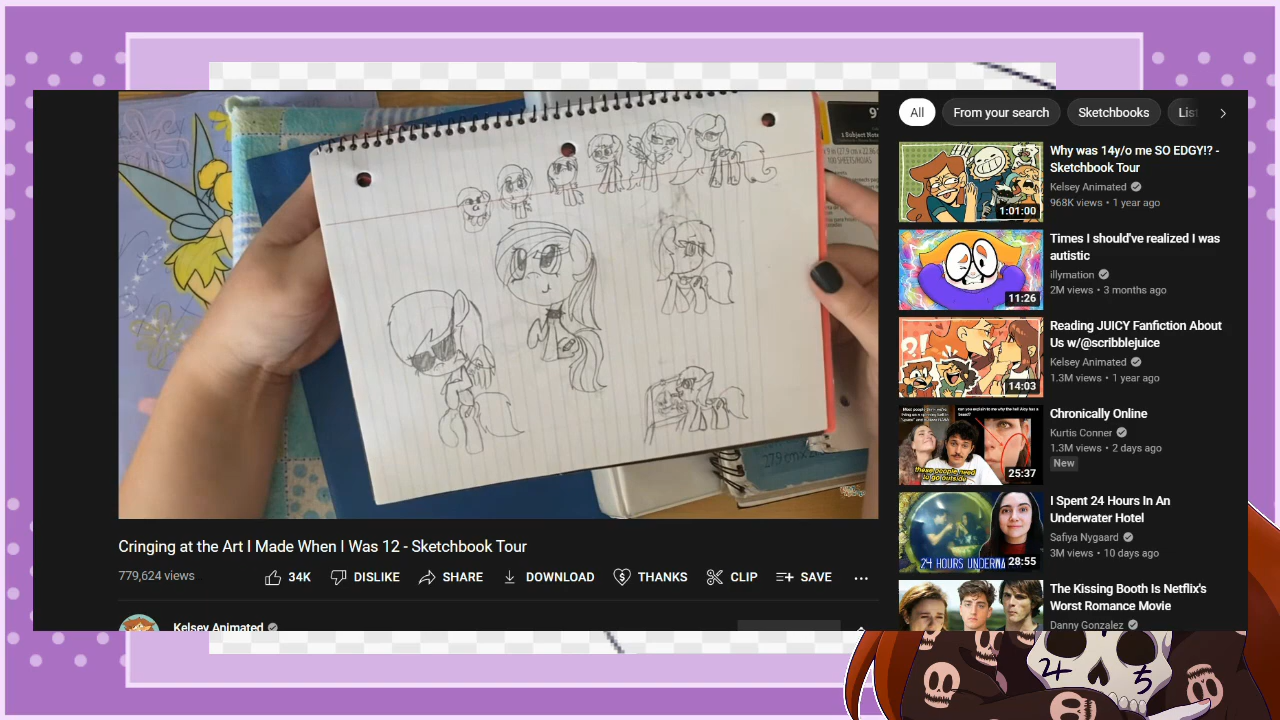 All
From your search
Sketchbooks
Why was 14y/o me SO EDGY!? -
Sketchbook Tour
Kelsey Animated
968K views • 1 year ago
1:01:00
Times I should've realized I was
autistic
illymation
2M views • 3 months ago
11:26
Reading JUICY Fanfiction About
Us w/@scribblejuice
Kelsey Animated
1.3M views • 1 year ago
14:03
Chronically Online
Kurtis Conner
1.3M views • 2 days ago
New
these people need
to go outside
25:37
I Spent 24 Hours In An
Underwater Hotel
Safiya Nygaard
3M views • 10 days ago
28:55
The Kissing Booth Is Netflix's
Worst Romance Movie
Danny Gonzalez
Cringing at the Art I Made When I Was 12 - Sketchbook Tour
779,624 views
34K
DISLIKE
SHARE
DOWNLOAD
THANKS
CLIP
SAVE
Kelsey Animated